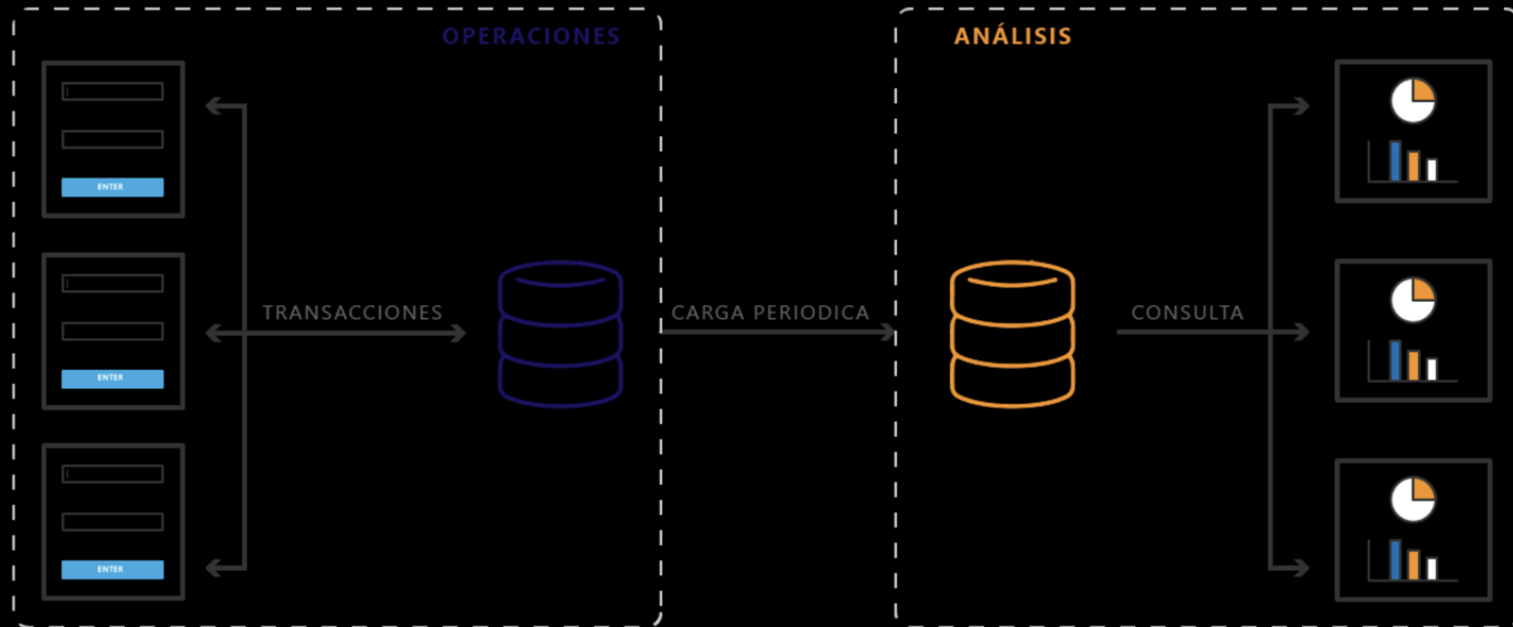 OPERACIONES
ANÁLISIS
ENTER
TRANSACCIONES
CARGA PERIODICA
CONSULTA
ENTER
ENTER